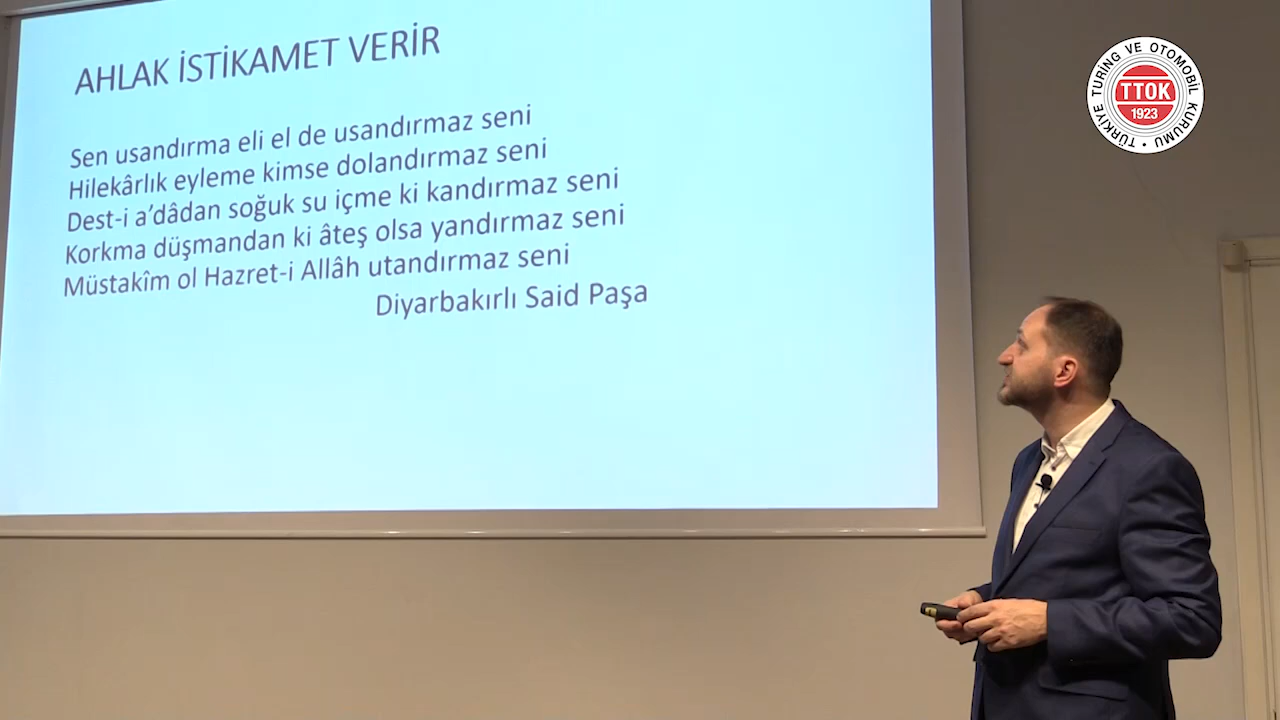 AHLAK İSTİKAMET VERİR
Sen usandırma eli el de usandırmaz seni
Hilekârlık eyleme kimse dolandırmaz seni
Dest-i a'dâdan soğuk su içme ki kandırmaz seni
Korkma düşmandan ki âteş olsa yandırmaz seni
Müstakîm ol Hazret-i Allâh utandırmaz seni
Diyarbakırlı Said Paşa
TÜRKİYE TURİNG VE OTOMOBİL KURUMU
TTOK
1923